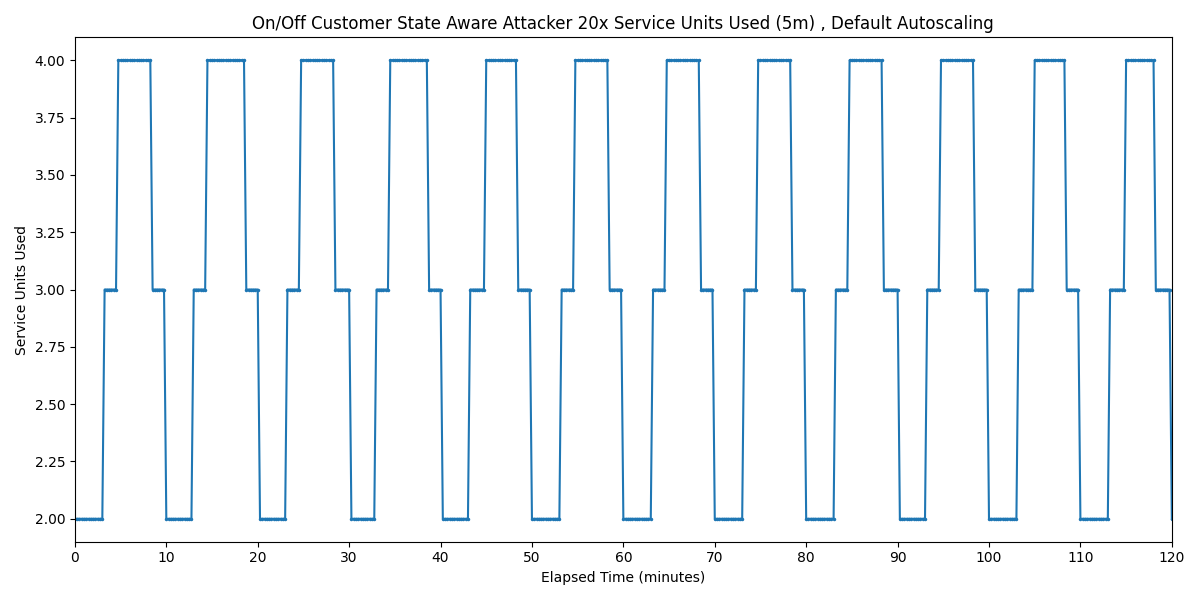 On/Off Customer State Aware Attacker 20x Service Units Used (5m) , Default Autoscaling
4.00
3.75
3.50
3.25
3.00
2.75
2.50
2.25
2.00
Service Units Used
0 10 20 30 40 50 60 70 80 90 100 110 120
Elapsed Time (minutes)